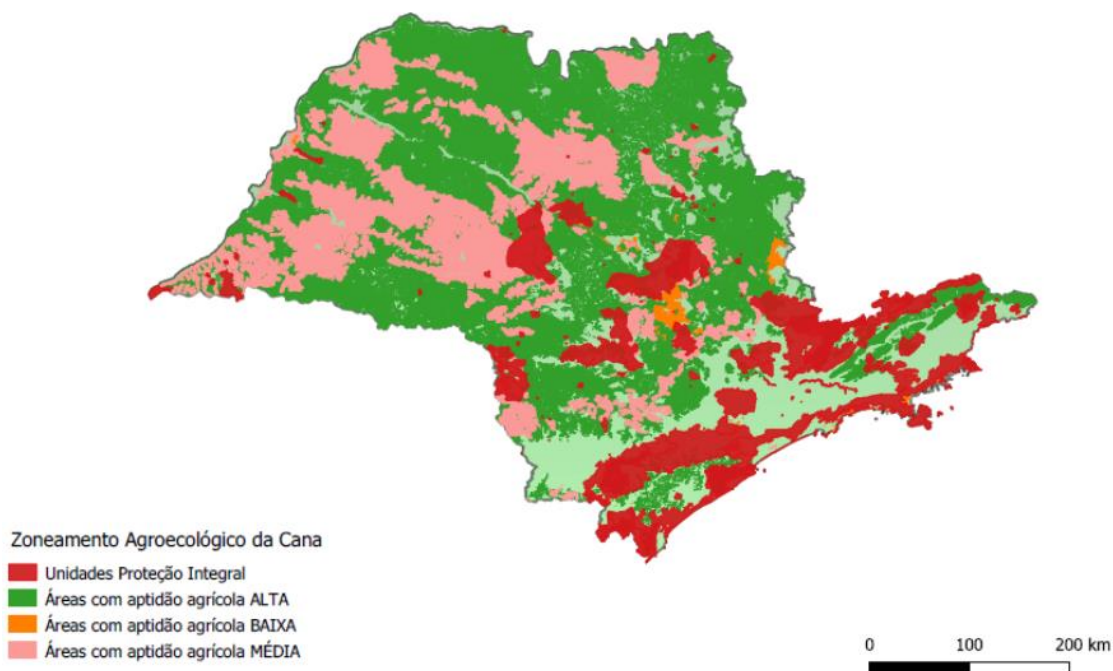 Zoneamento Agroecológico da Cana
Unidades Proteção Integral
Áreas com aptidão agrícola ALTA
Áreas com aptidão agrícola BAIXA
Áreas com aptidão agrícola MÉDIA
0 100 200 km